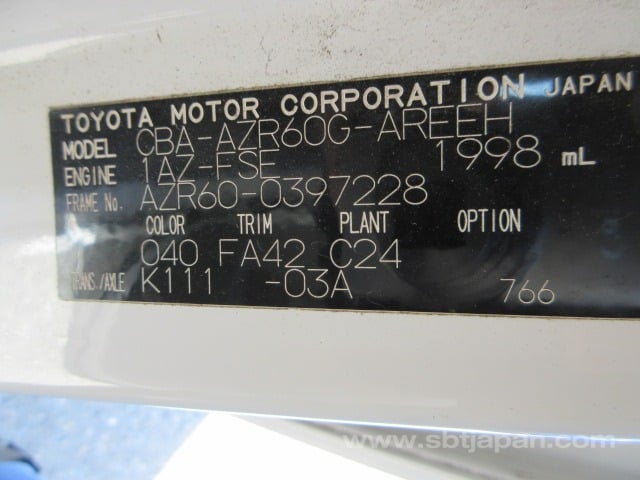 TOYOTA MOTOR CORPORATION JAPAN
MODEL CBA-AZR60G-AREEH
ENGINE 1AZ-FSE 1998 mL
FRAME No. AZR60-0397228
COLOR TRIM PLANT OPTION
040 FA42 C24
TRANS./AXLE K111 -03A 766
www.sbtjapan.com